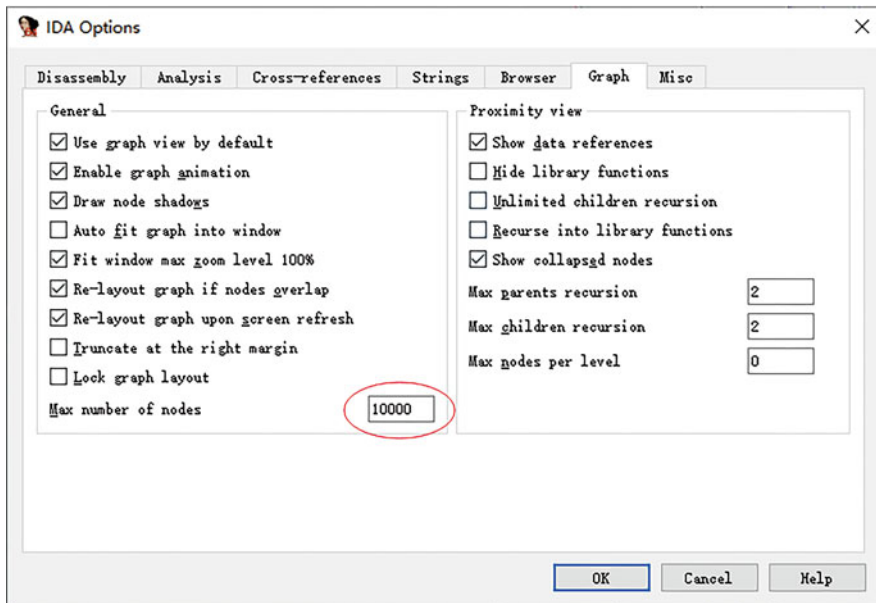 IDA Options
Disassembly Analysis Cross-references Strings Browser Graph Misc
General
Use graph view by default
Enable graph animation
Draw node shadows
Auto fit graph into window
Fit window max zoom level 100%
Re-layout graph if nodes overlap
Re-layout graph upon screen refresh
Truncate at the right margin
Lock graph layout
Max number of nodes 10000
Proximity view
Show data references
Hide library functions
Unlimited children recursion
Recurse into library functions
Show collapsed nodes
Max parents recursion 2
Max children recursion 2
Max nodes per level 0
OK Cancel Help